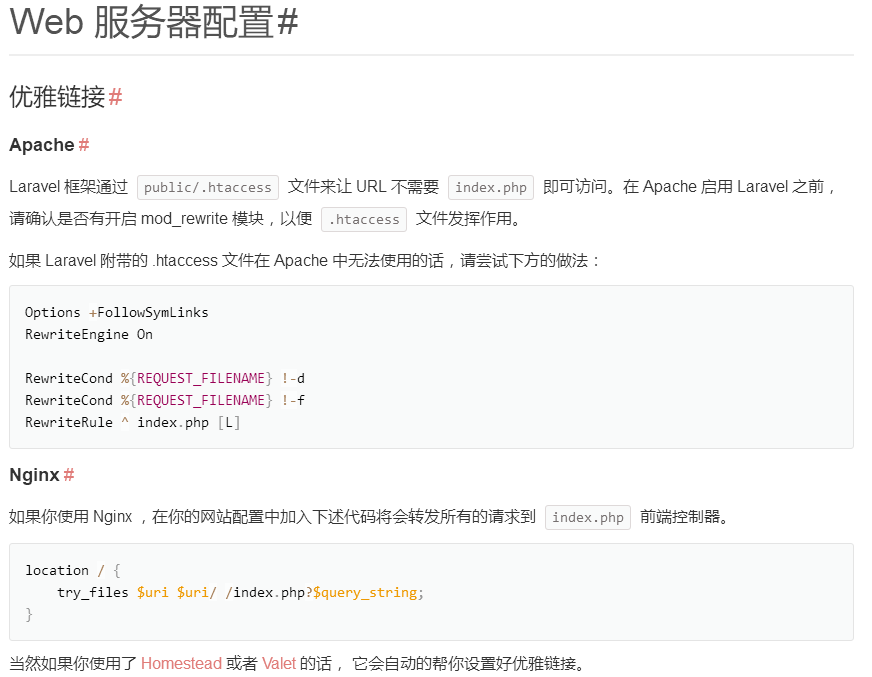 Web 服务器配置#
优雅链接#
Apache #
Laravel 框架通过 public/.htaccess 文件来让 URL 不需要 index.php 即可访问。在 Apache 启用 Laravel 之前，
请确认是否有开启 mod_rewrite 模块，以便 .htaccess 文件发挥作用。
如果 Laravel 附带的 .htaccess 文件在 Apache 中无法使用的话，请尝试下方的做法：
Options +FollowSymLinks
RewriteEngine On
RewriteCond %{REQUEST_FILENAME} !-d
RewriteCond %{REQUEST_FILENAME} !-f
RewriteRule ^ index.php [L]
Nginx #
如果你使用 Nginx ，在你的网站配置中加入下述代码将会转发所有的请求到 index.php 前端控制器。
location / {
    try_files $uri $uri/ /index.php?$query_string;
}
当然如果你使用了 Homestead 或者 Valet 的话， 它会自动的帮你设置好优雅链接。